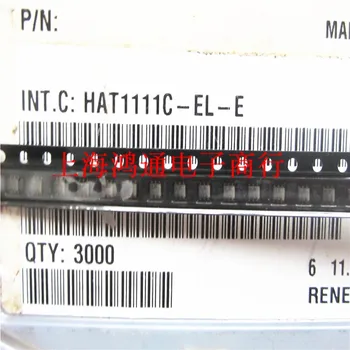 P/N:
MA
INT.C: HAT1111C-EL-E
上海鸿通电子商行
QTY: 3000
6 11.
RENE